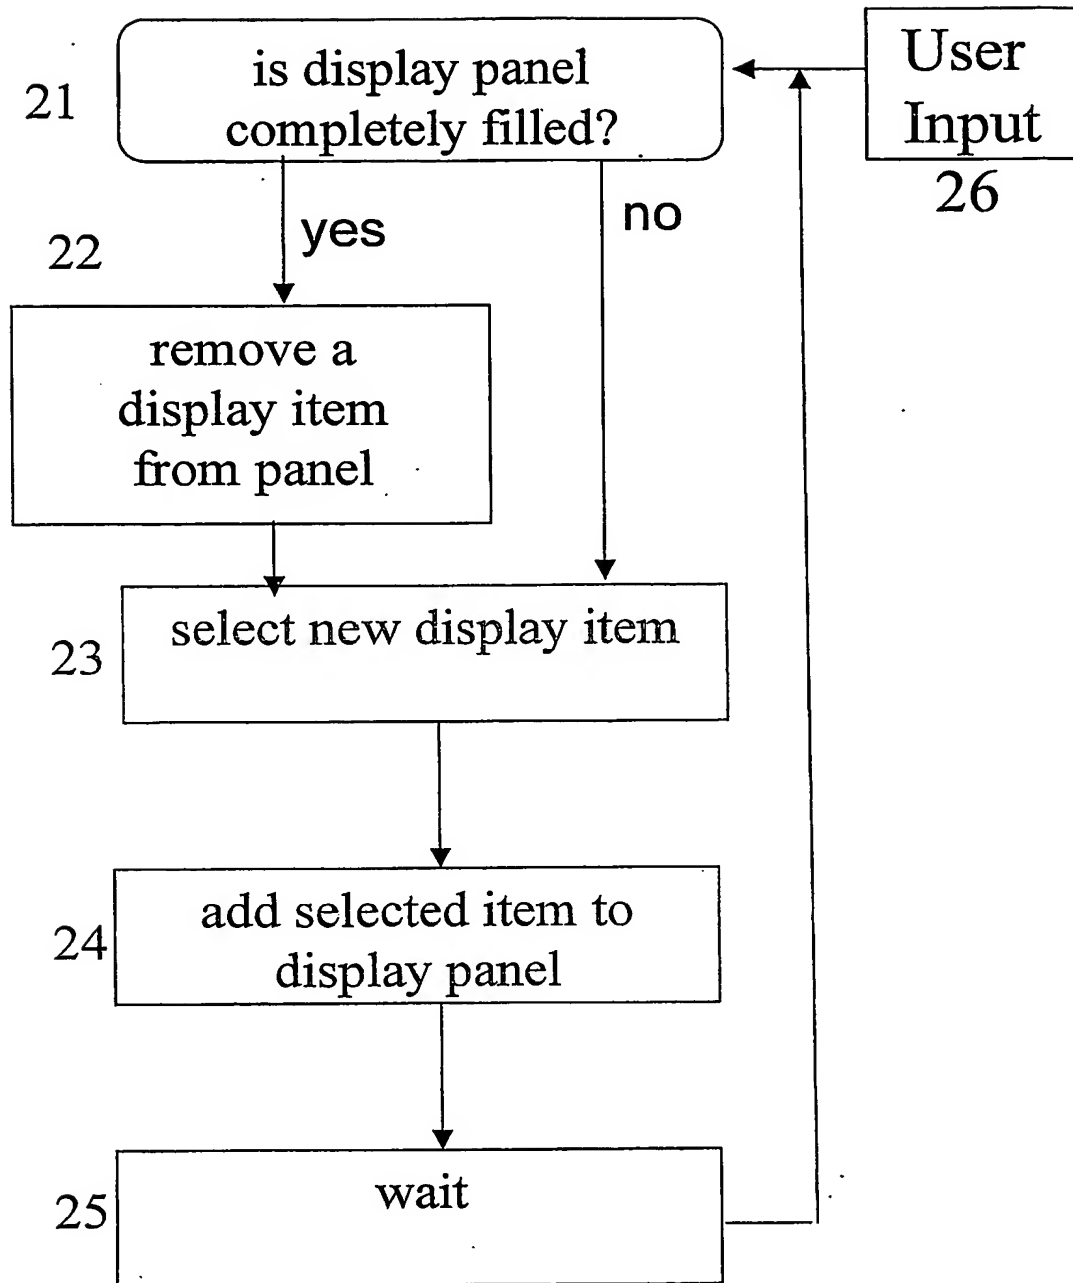 21
is display panel
completely filled?
User
Input
26
yes
no
22
remove a
display item
from panel
23
select new display item
24
add selected item to
display panel
25
wait